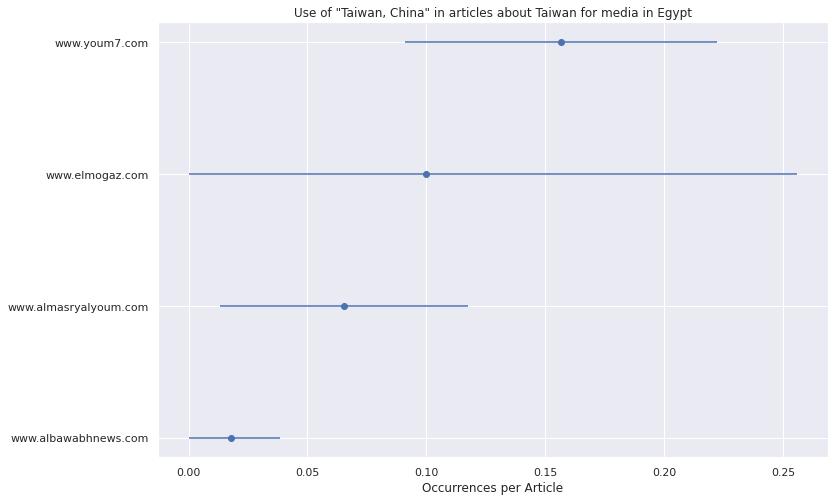 Use of "Taiwan, China" in articles about Taiwan for media in Egypt
www.youm7.com
www.elmogaz.com
www.almasryalyoum.com
www.albawabhnews.com
0.00 0.05 0.10 0.15 0.20 0.25
Occurrences per Article